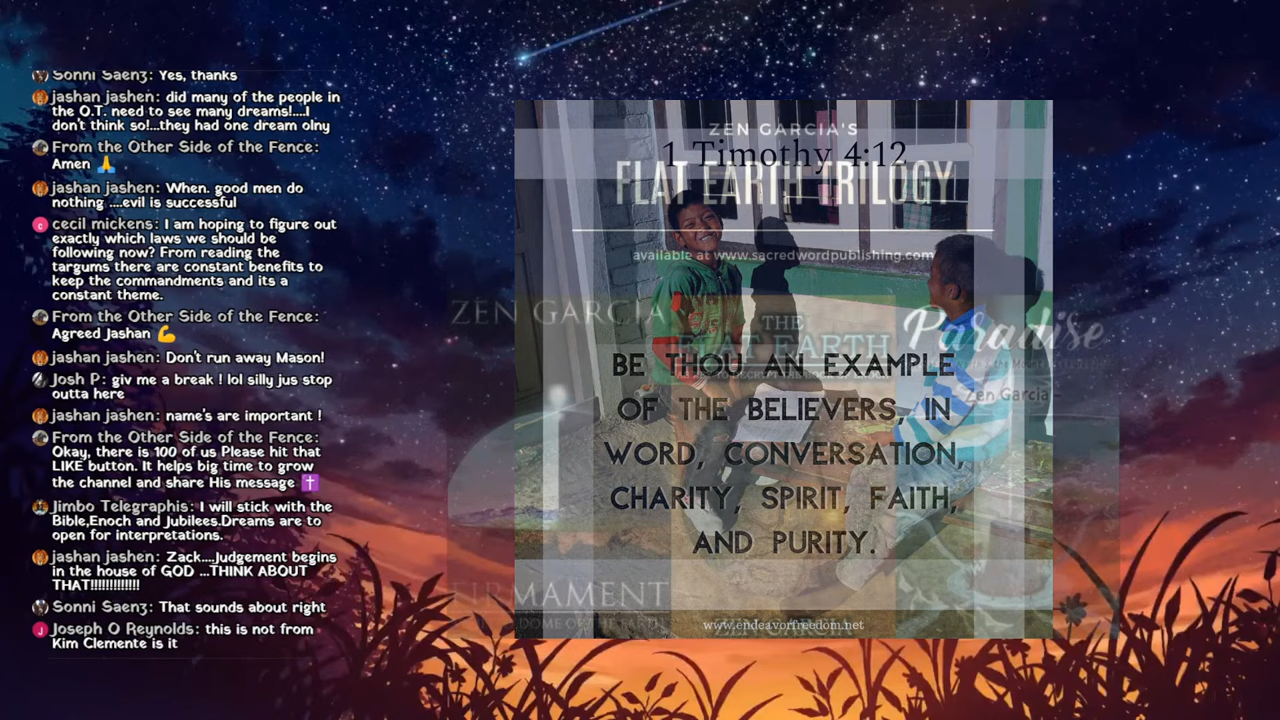 Sonni Saenz: Yes, thanks
jashan jashen: did many of the people in
the O.T. need to see many dreams!....I
don't think so!...they had one dream olny
From the Other Side of the Fence:
Amen 🙏
jashan jashen: When. good men do
nothing ....evil is successful
cecil mickens: I am hoping to figure out
exactly which laws we should be
following now? From reading the
targums there are constant benefits to
keep the commandments and its a
constant theme.
From the Other Side of the Fence:
Agreed Jashan 💪
jashan jashen: Don't run away Mason!
Josh P: giv me a break ! lol silly jus stop
outta here
jashan jashen: name's are important !
From the Other Side of the Fence:
Okay, there is 100 of us Please hit that
LIKE button. It helps big time to grow
the channel and share His message ✝️
Jimbo Telegraphis: I will stick with the
Bible,Enoch and Jubilees.Dreams are to
open for interpretations.
jashan jashen: Zack....Judgement begins
in the house of GOD ...THINK ABOUT
THAT!!!!!!!!!!!!!
Sonni Saenz: That sounds about right
Joseph O Reynolds: this is not from
Kim Clemente is it
ZEN GARCIA'S
1 Timothy 4:12
FLAT EARTH TRILOGY
available at www.sacredwordpublishing.com
ZEN GARCIA
THE
FLAT EARTH
Paradise
Zen Garcia
BE THOU AN EXAMPLE
OF THE BELIEVERS, IN
WORD, CONVERSATION,
CHARITY, SPIRIT, FAITH,
AND PURITY.
FIRMAMENT
DOME OF THE EARTH
www.endeavorfreedom.net
ZEN GARCIA